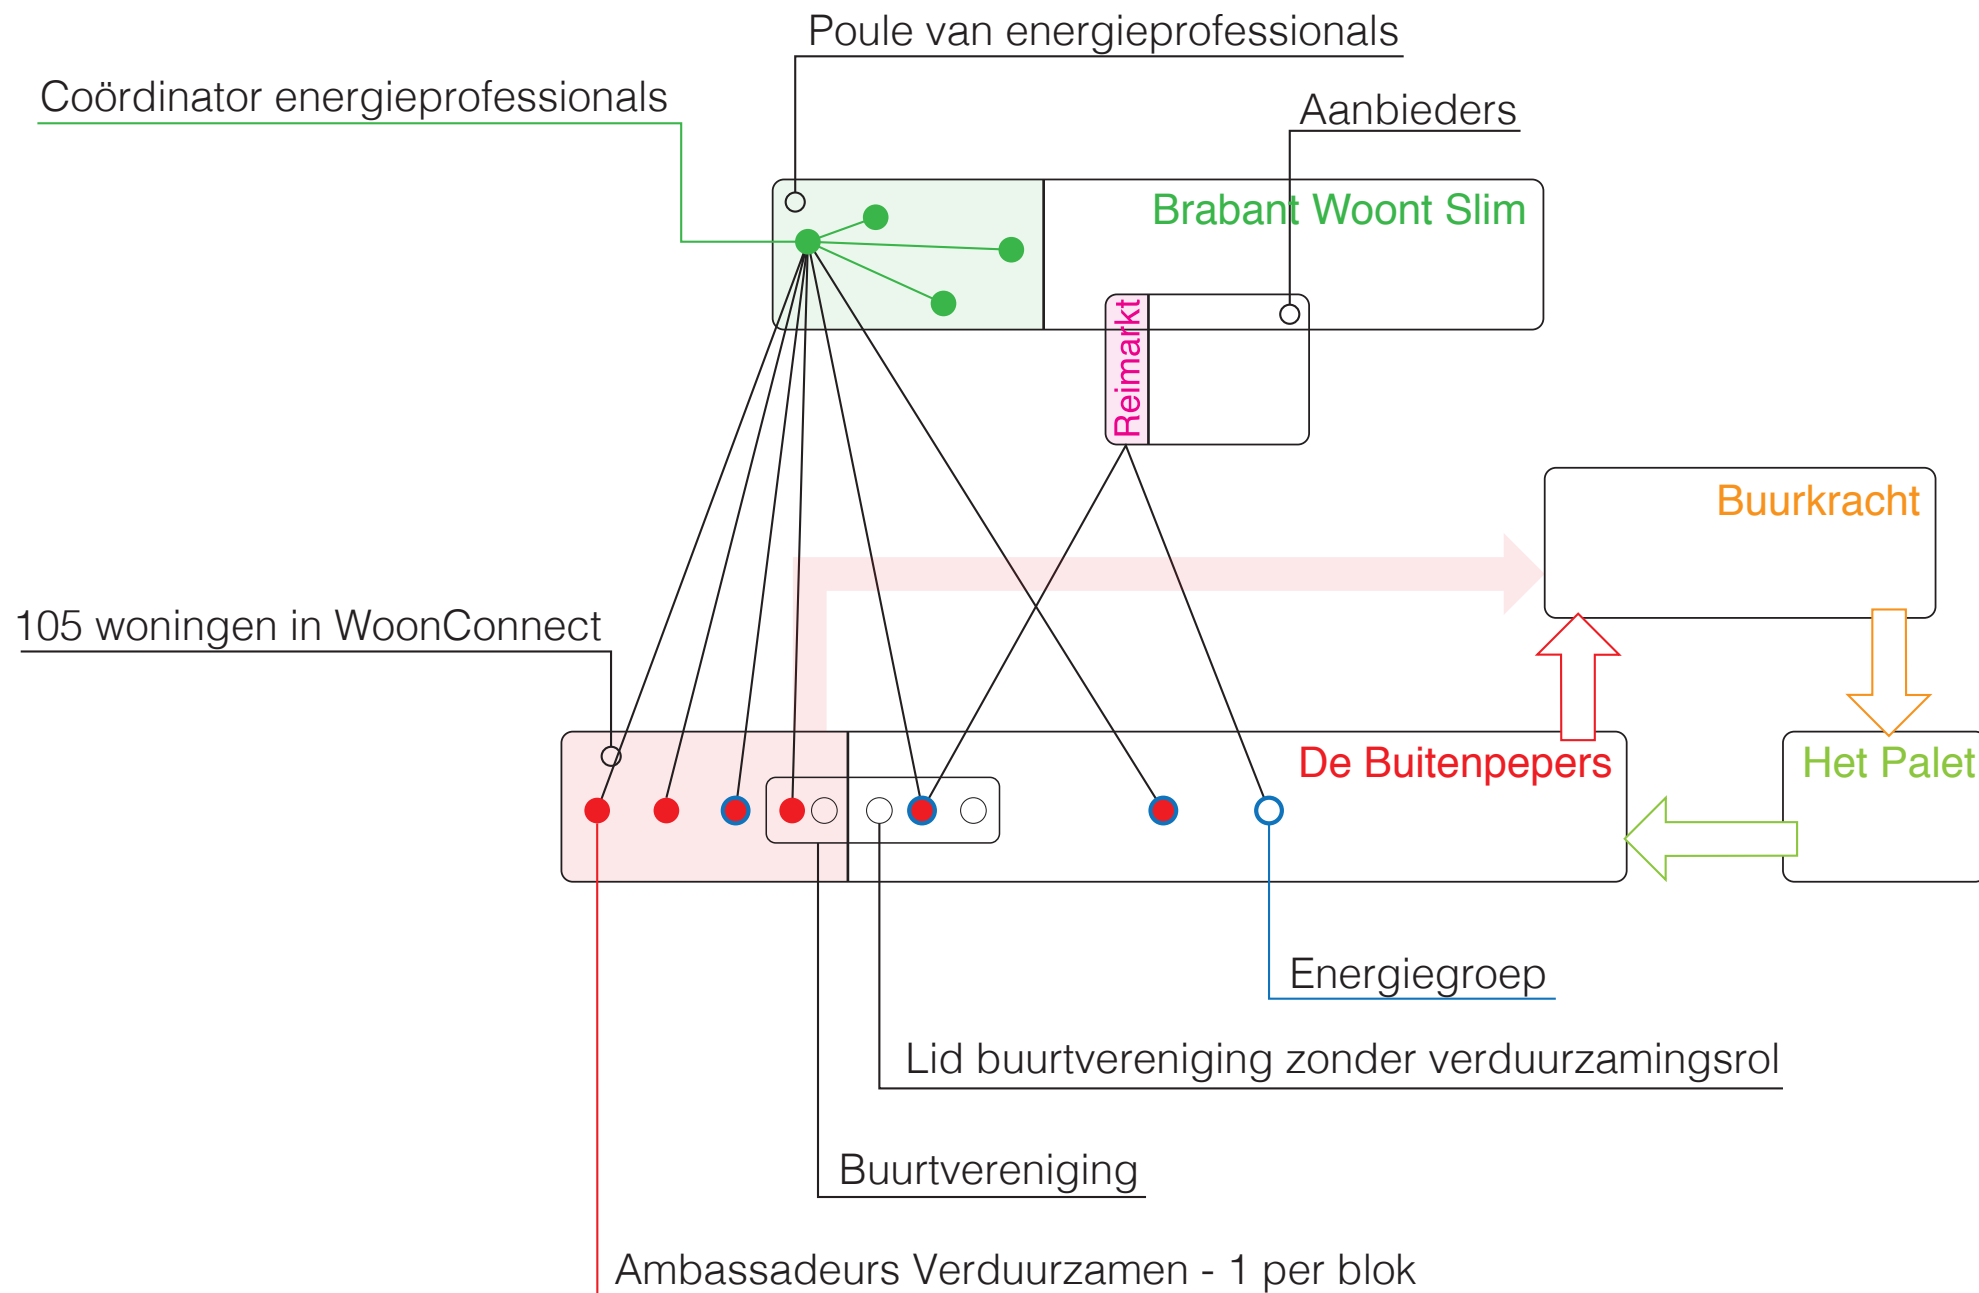 Poule van energieprofessionals
Coördinator energieprofessionals
Aanbieders
Brabant Woont Slim
Reimarkt
Buurkracht
105 woningen in WoonConnect
De Buitenpepers
Het Palet
Energiegroep
Lid buurtvereniging zonder verduurzamingsrol
Buurtvereniging
Ambassadeurs Verduurzamen - 1 per blok